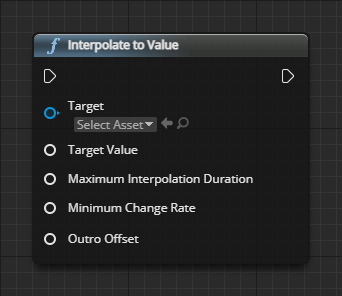 Interpolate to Value
Target
Select Asset
Target Value
Maximum Interpolation Duration
Minimum Change Rate
Outro Offset